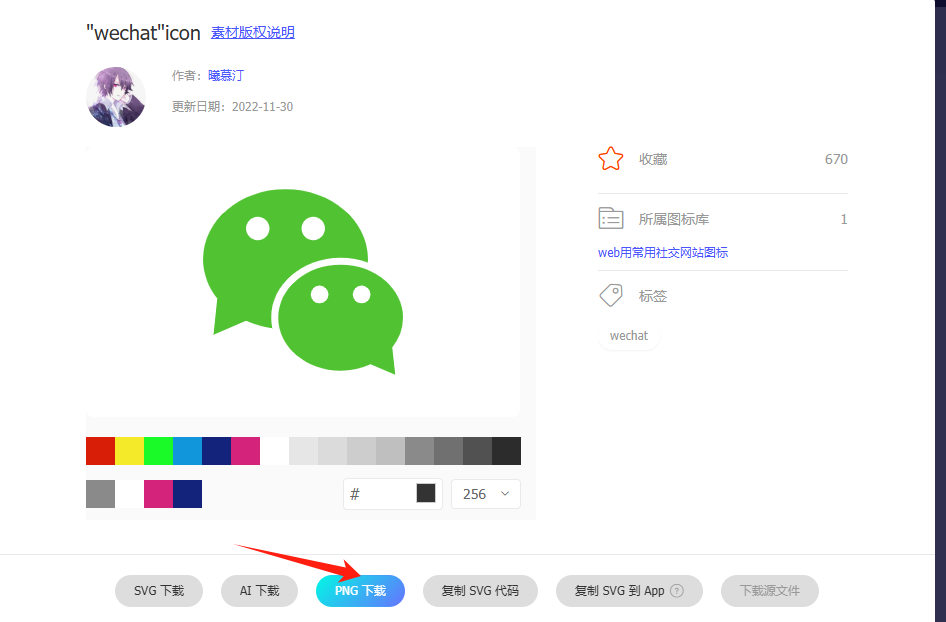 "wechat"icon 素材版权说明
作者：曦慕汀
更新日期：2022-11-30
收藏 670
所属图标库 1
web用常用社交网站图标
标签
wechat
# 256
SVG 下载 AI 下载 PNG 下载 复制 SVG 代码 复制 SVG 到 App ? 下载源文件